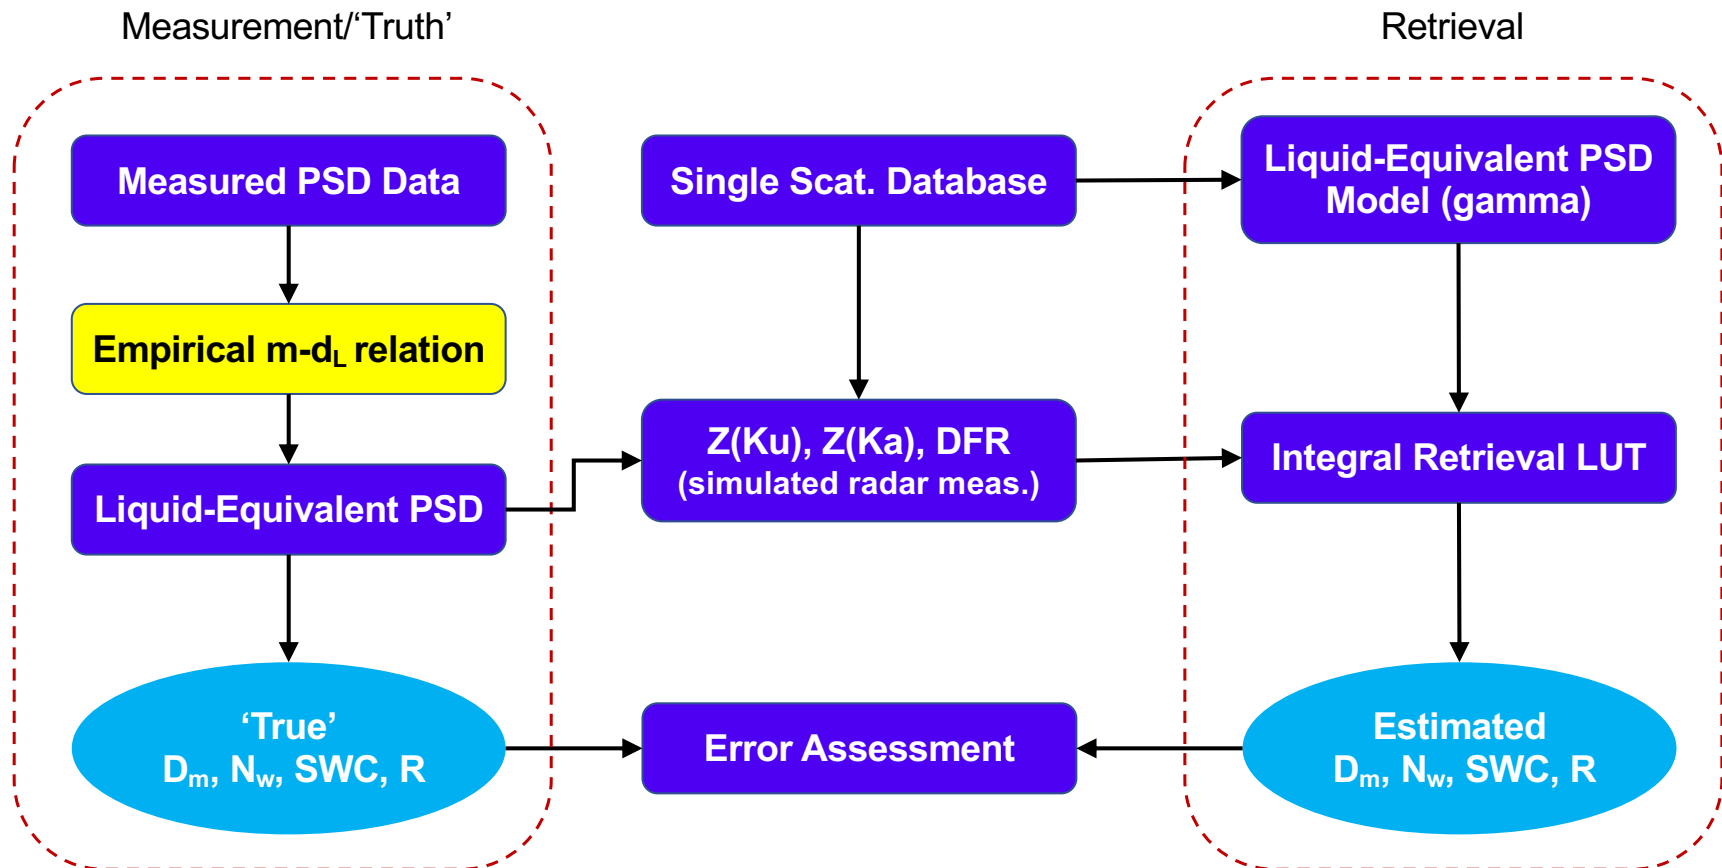 Measurement/‘Truth’
Retrieval
Measured PSD Data
Single Scat. Database
Liquid-Equivalent PSD
Model (gamma)
Empirical m-dL relation
Z(Ku), Z(Ka), DFR
(simulated radar meas.)
Integral Retrieval LUT
Liquid-Equivalent PSD
‘True’
Dm, Nw, SWC, R
Error Assessment
Estimated
Dm, Nw, SWC, R